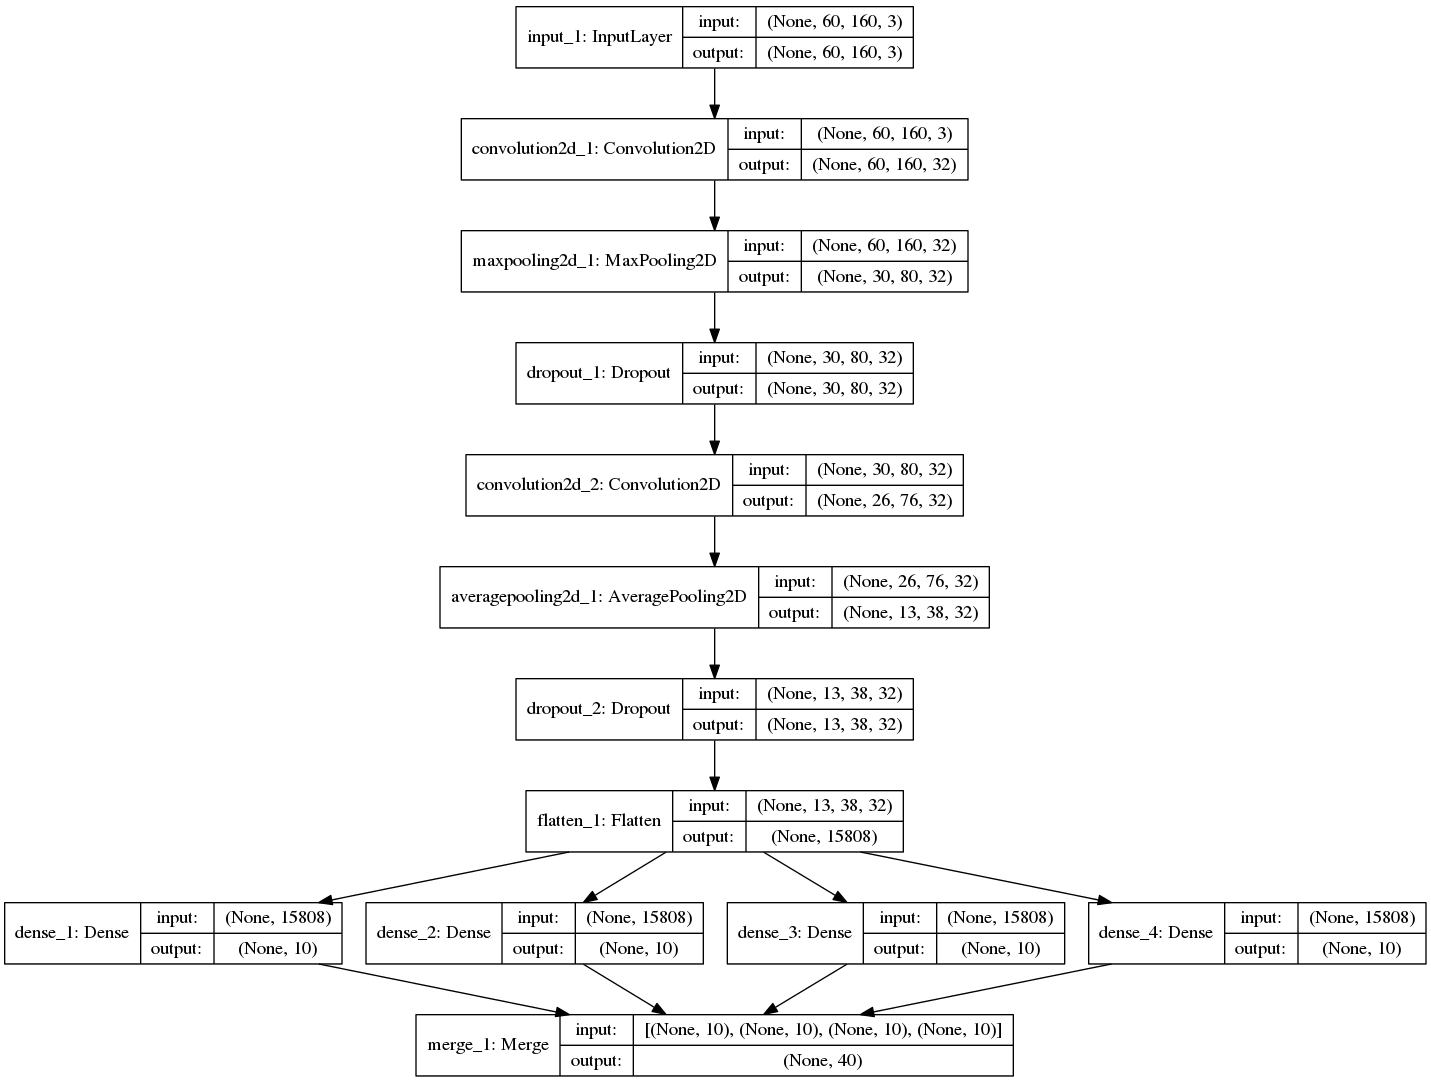 input_1: InputLayer
input: (None, 60, 160, 3)
output: (None, 60, 160, 3)
convolution2d_1: Convolution2D
input: (None, 60, 160, 3)
output: (None, 60, 160, 32)
maxpooling2d_1: MaxPooling2D
input: (None, 60, 160, 32)
output: (None, 30, 80, 32)
dropout_1: Dropout
input: (None, 30, 80, 32)
output: (None, 30, 80, 32)
convolution2d_2: Convolution2D
input: (None, 30, 80, 32)
output: (None, 26, 76, 32)
averagepooling2d_1: AveragePooling2D
input: (None, 26, 76, 32)
output: (None, 13, 38, 32)
dropout_2: Dropout
input: (None, 13, 38, 32)
output: (None, 13, 38, 32)
flatten_1: Flatten
input: (None, 13, 38, 32)
output: (None, 15808)
dense_1: Dense
input: (None, 15808)
output: (None, 10)
dense_2: Dense
input: (None, 15808)
output: (None, 10)
dense_3: Dense
input: (None, 15808)
output: (None, 10)
dense_4: Dense
input: (None, 15808)
output: (None, 10)
merge_1: Merge
input: [(None, 10), (None, 10), (None, 10), (None, 10)]
output: (None, 40)